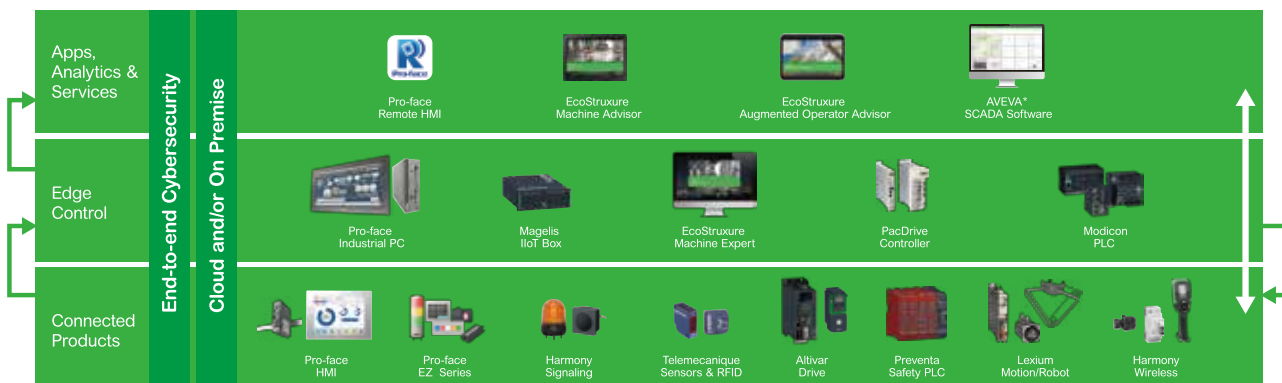 Apps,
Analytics &
Services
End-to-end Cybersecurity
Cloud and/or On Premise
Pro-face
Pro-face
Remote HMI
EcoStruxure
Machine Advisor
EcoStruxure
Augmented Operator Advisor
AVEVA*
SCADA Software
Edge
Control
Pro-face
Industrial PC
Magelis
IIoT Box
EcoStruxure
Machine Expert
PacDrive
Controller
Modicon
PLC
Connected
Products
Pro-face
HMI
Pro-face
EZ Series
Harmony
Signaling
Telemecanique
Sensors & RFID
Altivar
Drive
Preventa
Safety PLC
Lexium
Motion/Robot
Harmony
Wireless